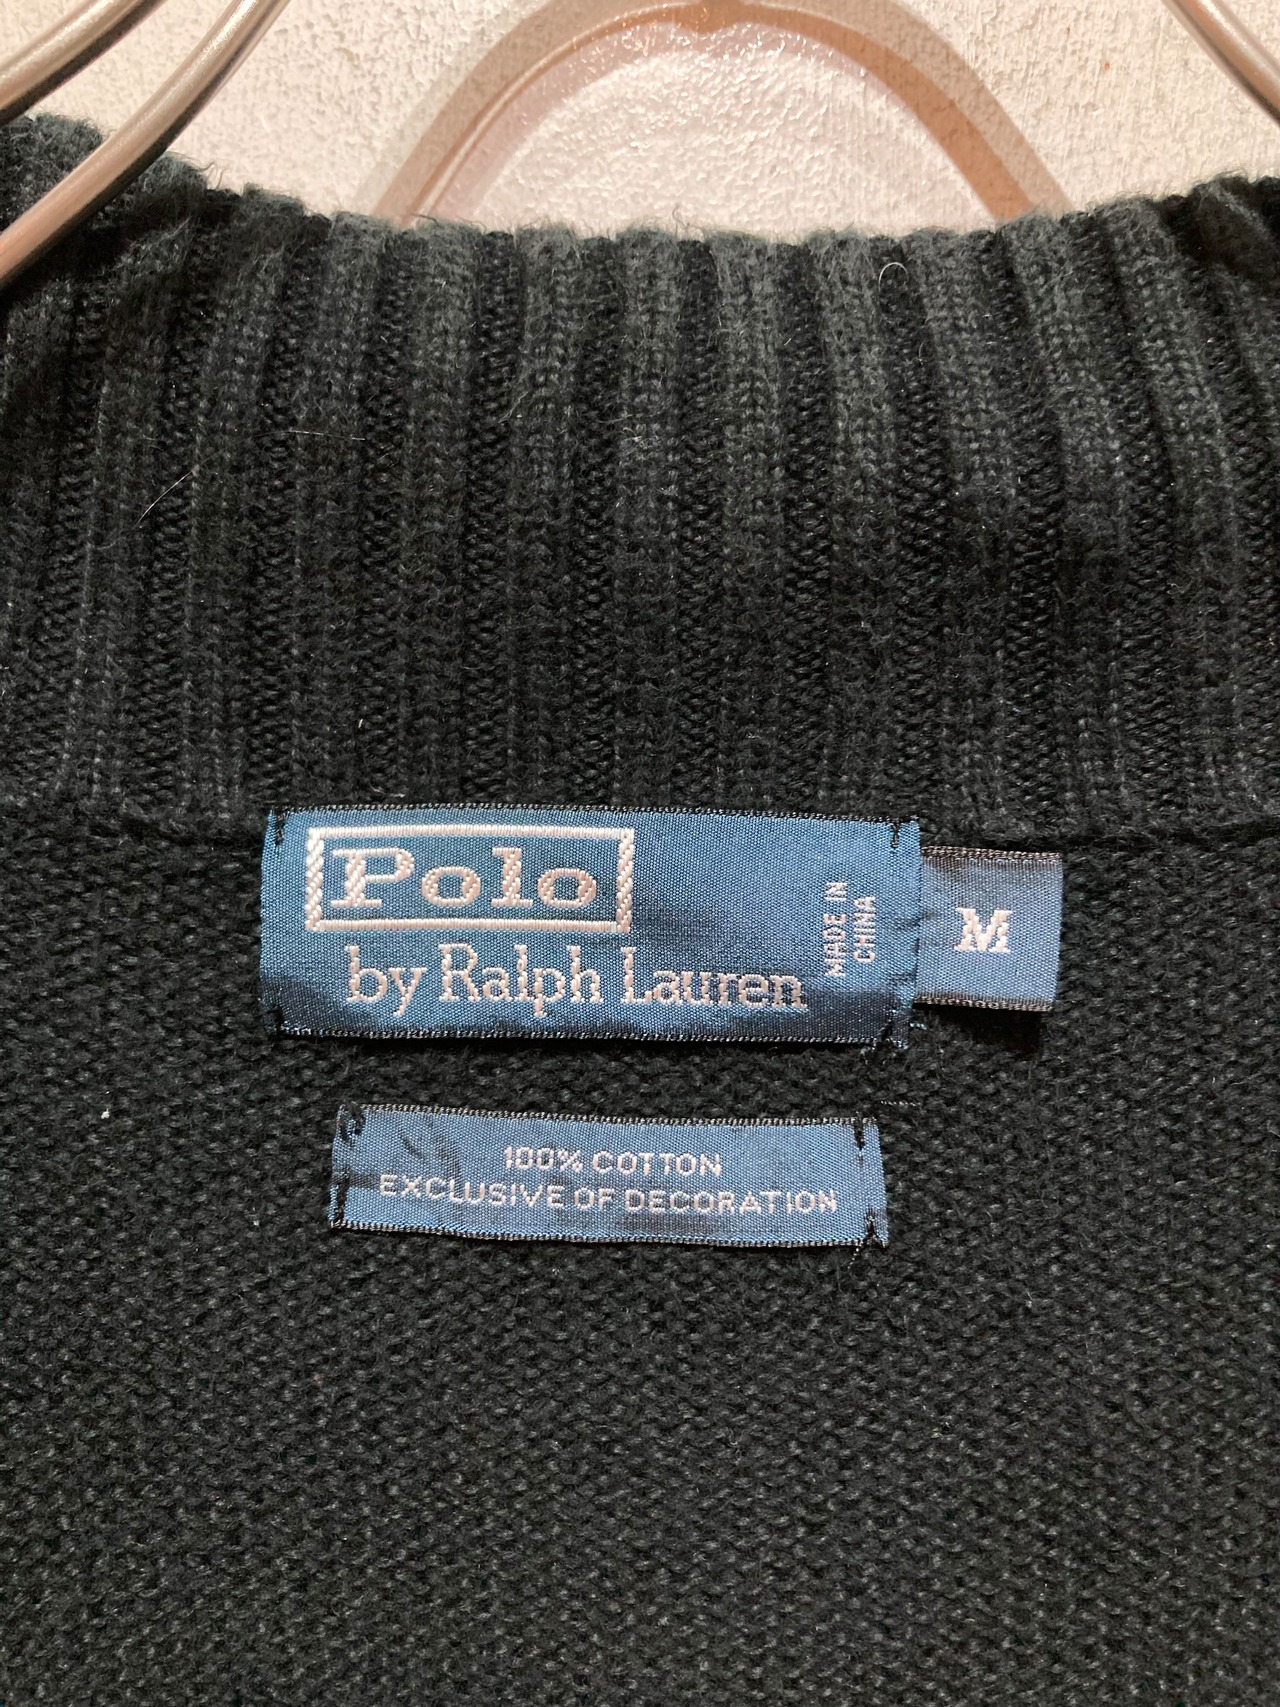 Polo
by Ralph Lauren
MADE IN
CHINA
M
100% COTTON
EXCLUSIVE OF DECORATION